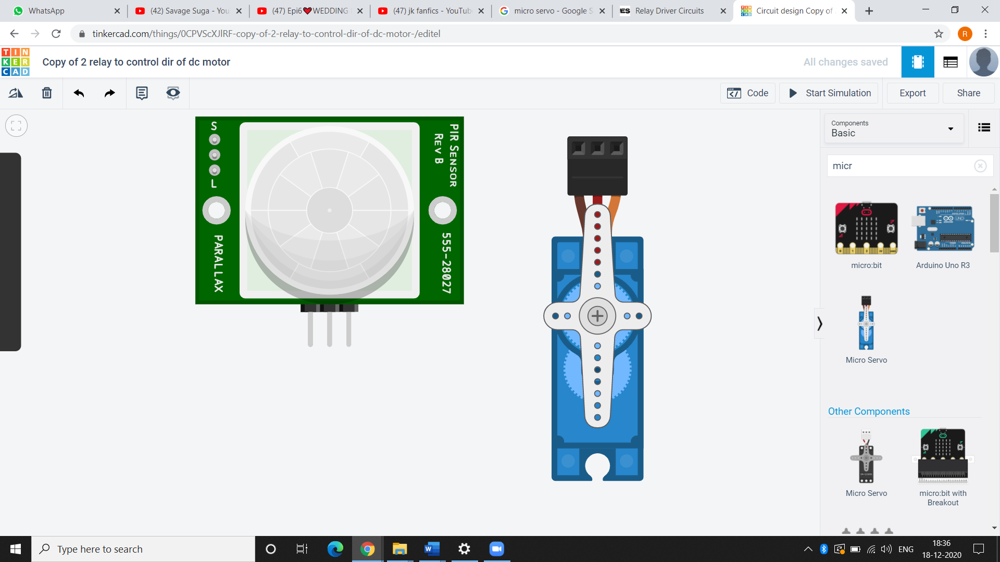 WhatsApp
(42) Savage Suga - You
(47) Epi6❤WEDDING
(47) jk fanfics - YouTub
micro servo - Google S
ES Relay Driver Circuits
Circuit design Copy of
tinkercad.com/things/0CPVScXJlRF-copy-of-2-relay-to-control-dir-of-dc-motor-/editel
R
TIN
KER
CAD
Copy of 2 relay to control dir of dc motor
All changes saved
Code
Start Simulation
Export
Share
S
L
PARALLAX
PIR SENSOR
REV B
555-28027
Components
Basic
micr
micro:bit
Arduino Uno R3
Micro Servo
Other Components
Micro Servo
micro:bit with
Breakout
Type here to search
ENG
18:36
18-12-2020